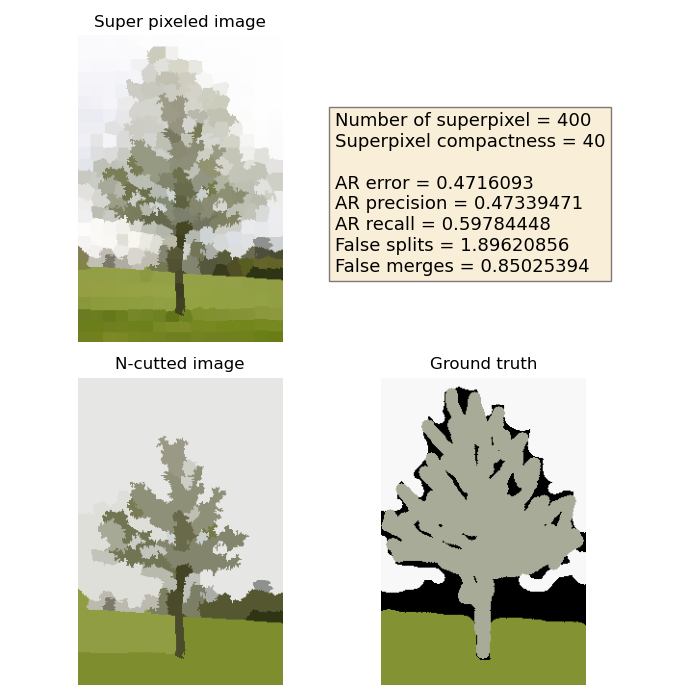 Super pixeled image
Number of superpixel = 400
Superpixel compactness = 40
AR error = 0.4716093
AR precision = 0.47339471
AR recall = 0.59784448
False splits = 1.89620856
False merges = 0.85025394
N-cutted image
Ground truth